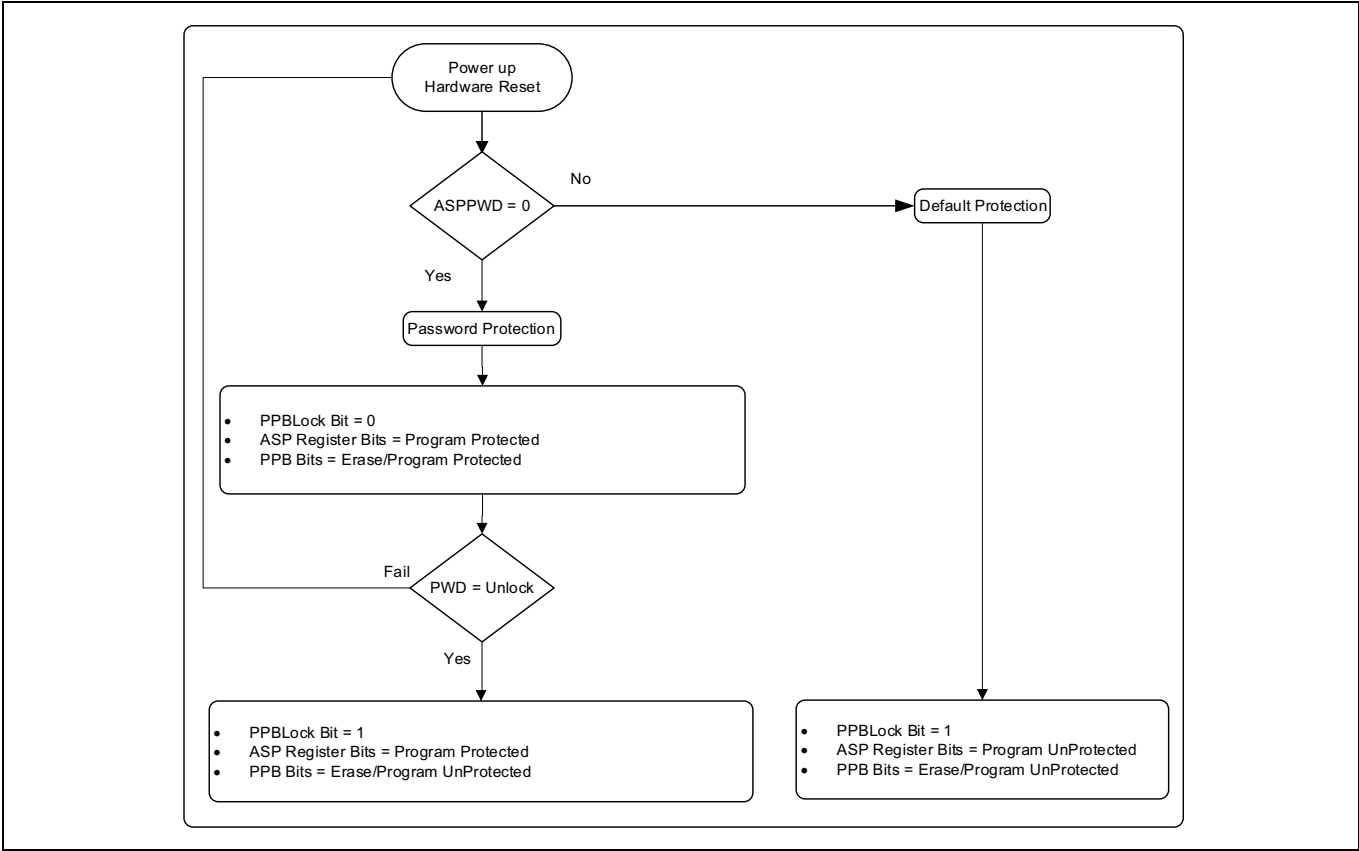 Power up
Hardware Reset
No
ASPPWD = 0
Default Protection
Yes
Password Protection
• PPBLock Bit = 0
• ASP Register Bits = Program Protected
• PPB Bits = Erase/Program Protected
Fail
PWD = Unlock
Yes
• PPBLock Bit = 1
• ASP Register Bits = Program Protected
• PPB Bits = Erase/Program UnProtected
• PPBLock Bit = 1
• ASP Register Bits = Program UnProtected
• PPB Bits = Erase/Program UnProtected